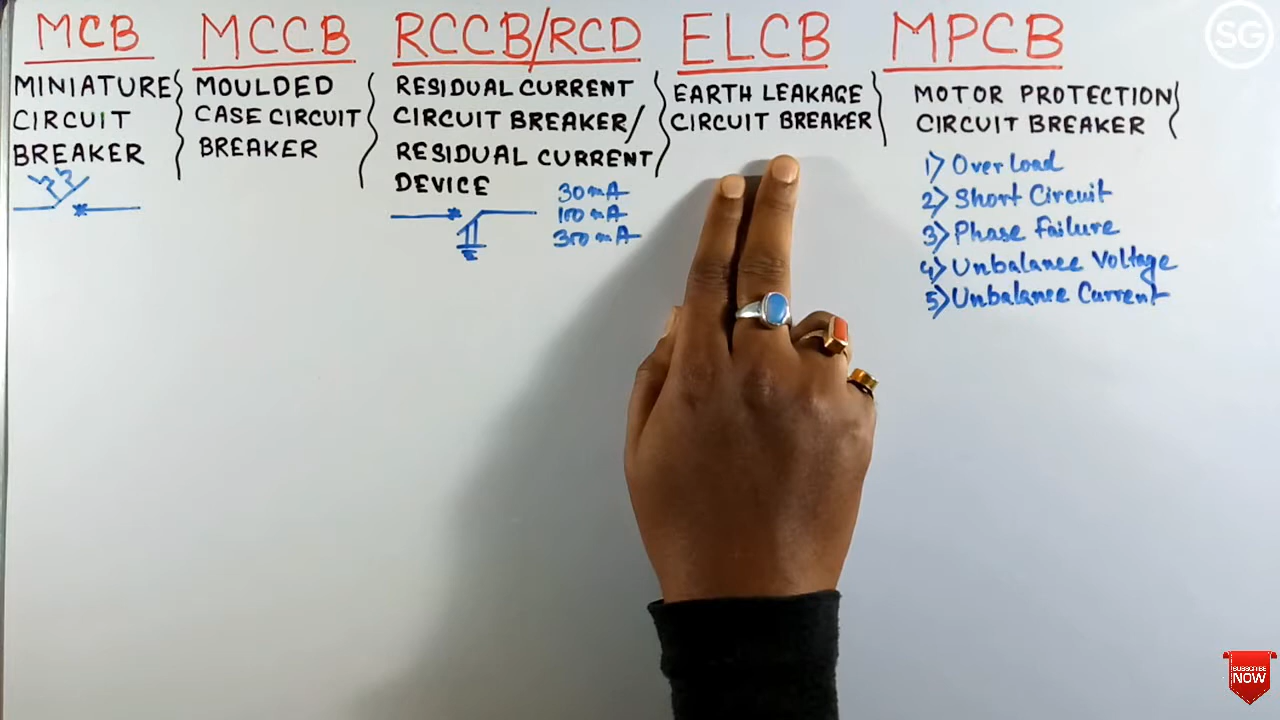 MCB
MINIATURE
CIRCUIT
BREAKER
MCCB
MOULDED
CASE CIRCUIT
BREAKER
RCCB/RCD
RESIDUAL CURRENT
CIRCUIT BREAKER/
RESIDUAL CURRENT
DEVICE
30mA
100mA
300mA
ELCB
EARTH LEAKAGE
CIRCUIT BREAKER
MPCB
MOTOR PROTECTION
CIRCUIT BREAKER
1) Over load
2) Short Circuit
3) Phase failure
4) Unbalance Voltage
5) Unbalance Current
SG
SUBSCRIBE
NOW